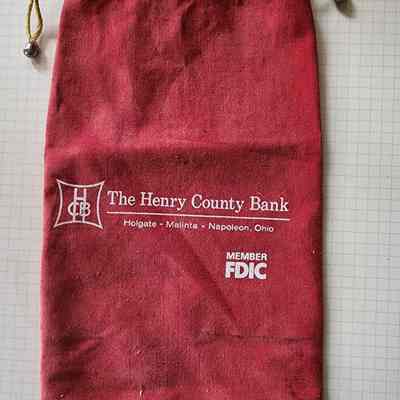 HCB
The Henry County Bank
Holgate - Malinta - Napoleon, Ohio
MEMBER
FDIC